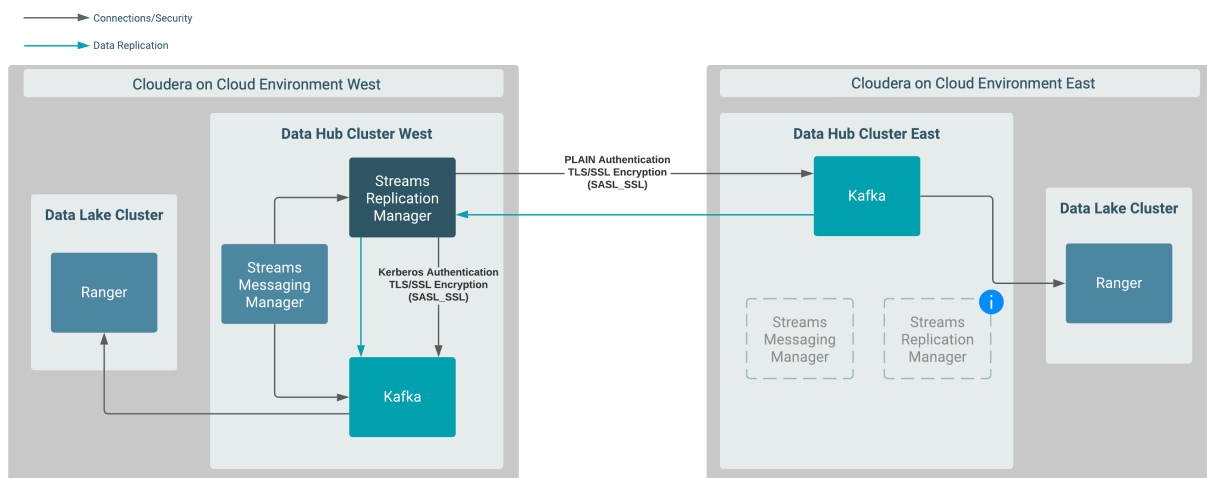 Connections/Security
Data Replication
Cloudera on Cloud Environment West
Data Hub Cluster West
Streams
Replication
Manager
Data Lake Cluster
Ranger
Streams
Messaging
Manager
Kerberos Authentication
TLS/SSL Encryption
(SASL_SSL)
Kafka
PLAIN Authentication
TLS/SSL Encryption
(SASL_SSL)
Cloudera on Cloud Environment East
Data Hub Cluster East
Kafka
Data Lake Cluster
Ranger
i
Streams
Messaging
Manager
Streams
Replication
Manager